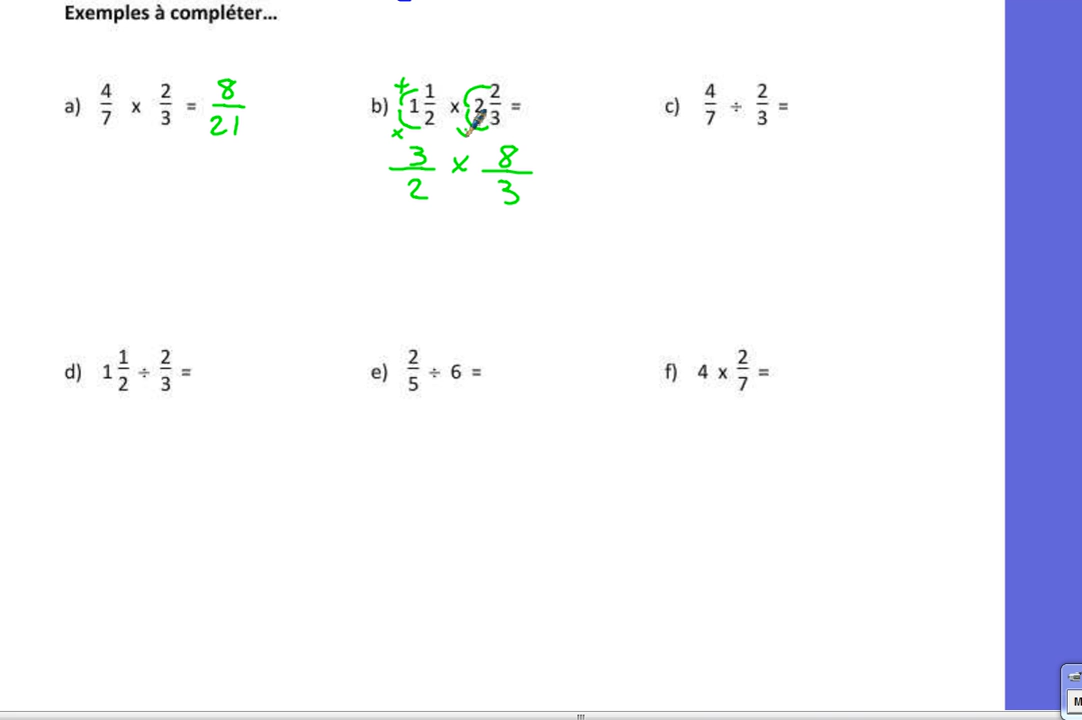 Exemples à compléter...
a) 4/7 x 2/3 = 8/21
b) 1 1/2 x 2 2/3 =
+
x
3/2 x 8/3
c) 4/7 ÷ 2/3 =
d) 1 1/2 ÷ 2/3 =
e) 2/5 ÷ 6 =
f) 4 x 2/7 =
M